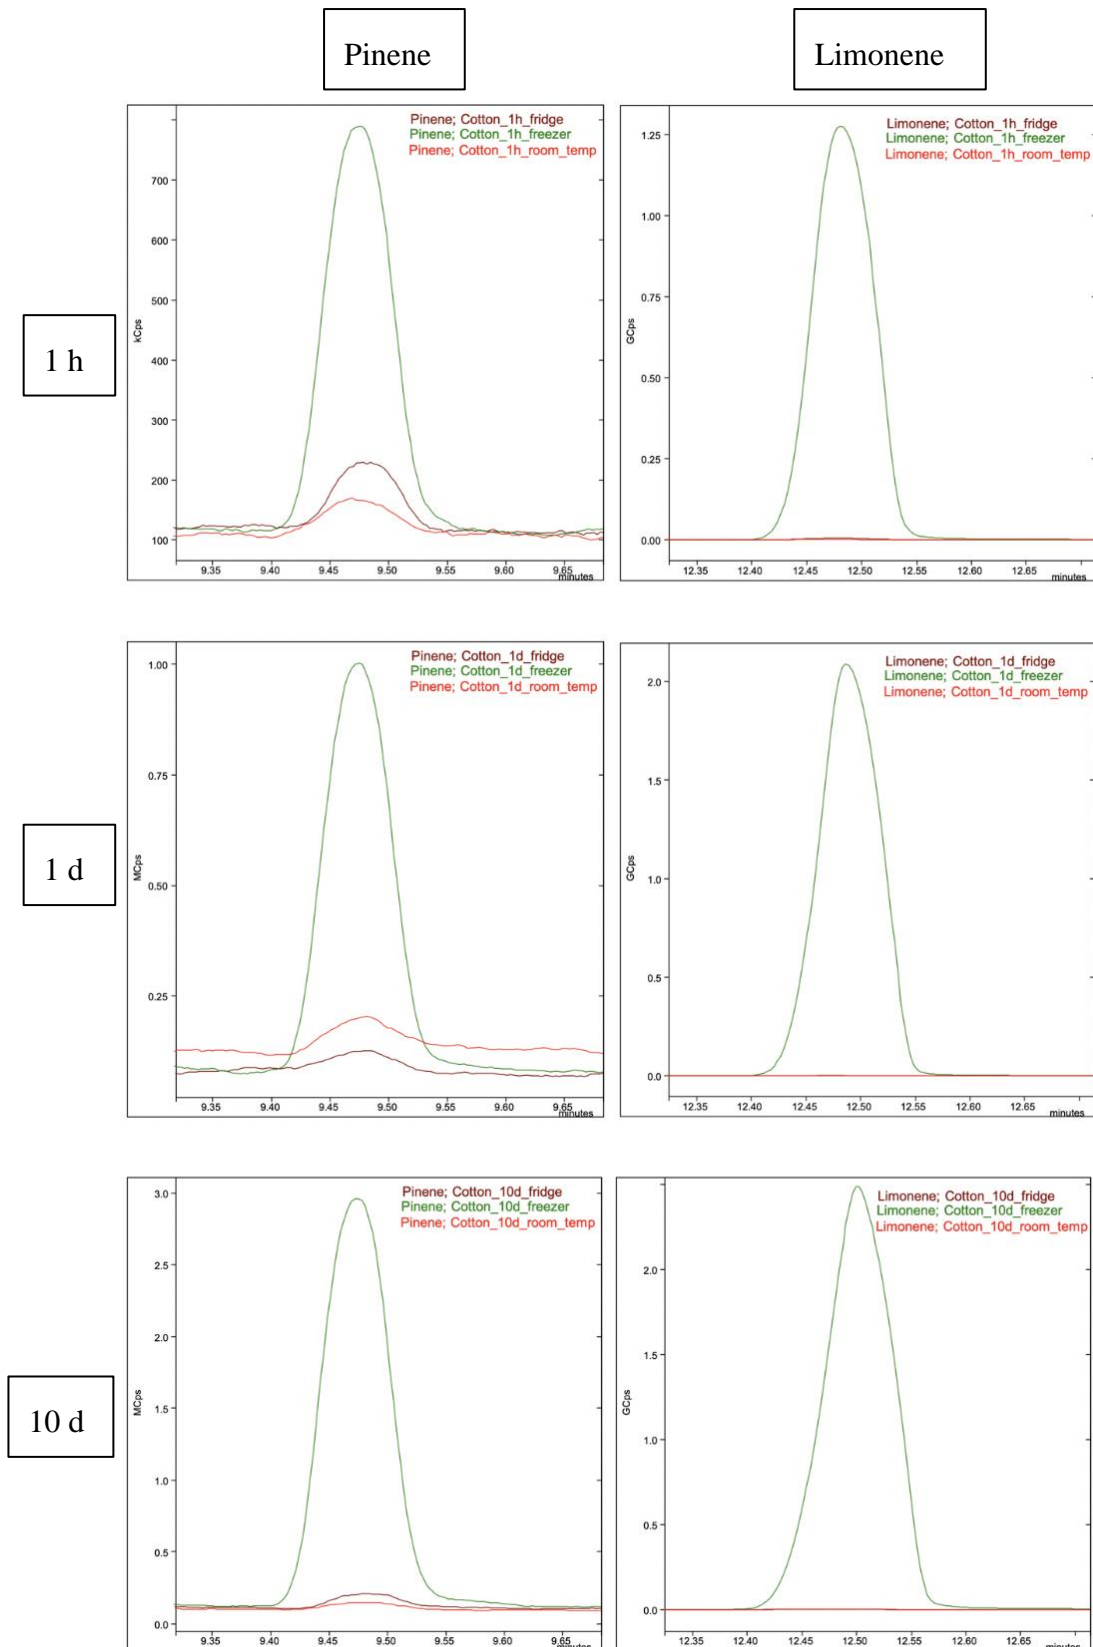 Pinene
Limonene
1 h
Pinene; Cotton_1h_fridge
Pinene; Cotton_1h_freezer
Pinene; Cotton_1h_room_temp
700
600
500
400
300
200
100
kCps
9.35 9.40 9.45 9.50 9.55 9.60 9.65
minutes
Limonene; Cotton_1h_fridge
Limonene; Cotton_1h_freezer
Limonene; Cotton_1h_room_temp
1.25
1.00
0.75
0.50
0.25
0.00
GCps
12.35 12.40 12.45 12.50 12.55 12.60 12.65
minutes
1 d
Pinene; Cotton_1d_fridge
Pinene; Cotton_1d_freezer
Pinene; Cotton_1d_room_temp
1.00
0.75
0.50
0.25
MCps
9.35 9.40 9.45 9.50 9.55 9.60 9.65
minutes
Limonene; Cotton_1d_fridge
Limonene; Cotton_1d_freezer
Limonene; Cotton_1d_room_temp
2.0
1.5
1.0
0.5
0.0
GCps
12.35 12.40 12.45 12.50 12.55 12.60 12.65
minutes
10 d
Pinene; Cotton_10d_fridge
Pinene; Cotton_10d_freezer
Pinene; Cotton_10d_room_temp
3.0
2.5
2.0
1.5
1.0
0.5
0.0
MCps
9.35 9.40 9.45 9.50 9.55 9.60 9.65
minutes
Limonene; Cotton_10d_fridge
Limonene; Cotton_10d_freezer
Limonene; Cotton_10d_room_temp
2.0
1.5
1.0
0.5
0.0
GCps
12.35 12.40 12.45 12.50 12.55 12.60 12.65
minutes